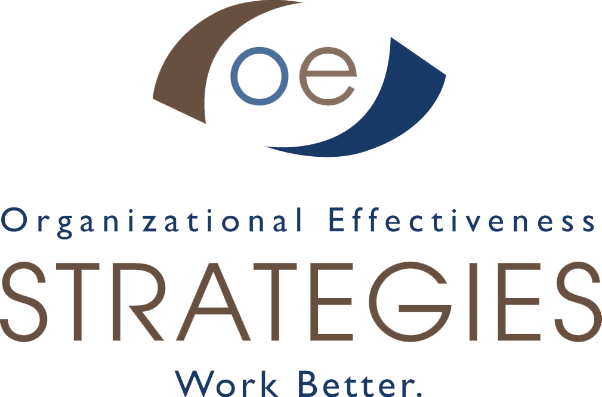 oe
Organizational Effectiveness
STRATEGIES
Work Better.